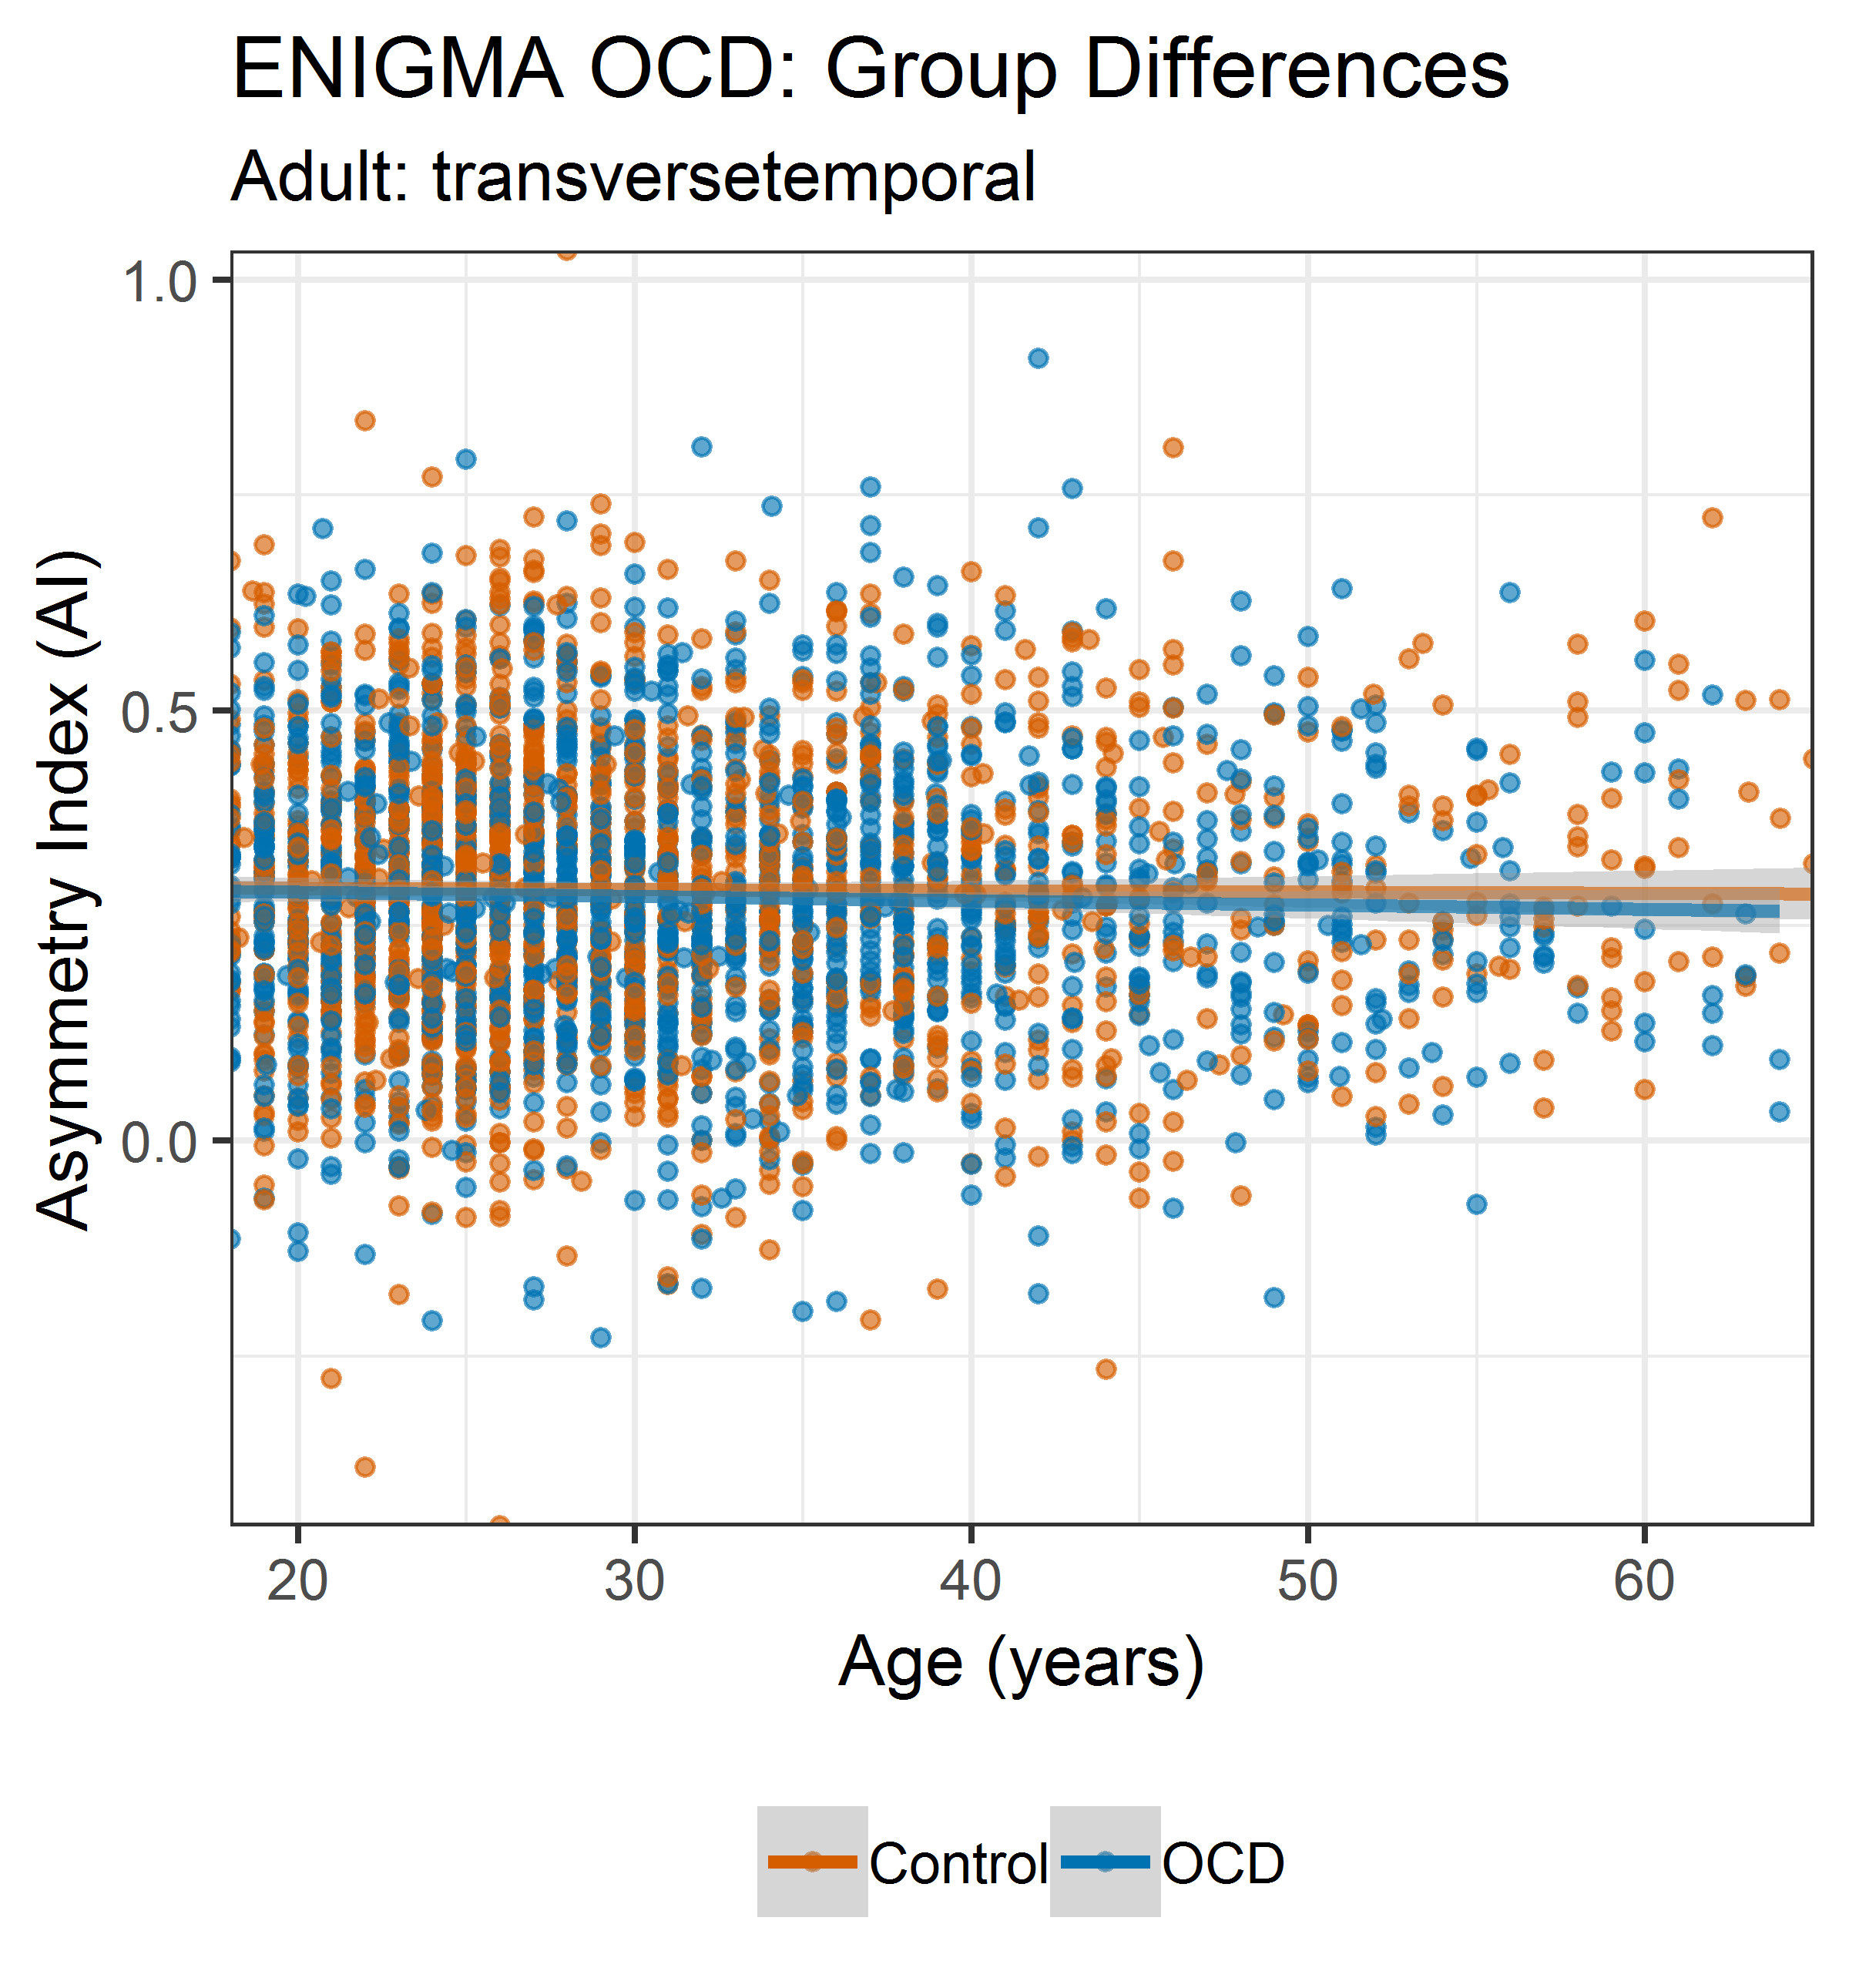 ENIGMA OCD: Group Differences
Adult: transversetemporal
Asymmetry Index (AI)
1.0
0.5
0.0
20 30 40 50 60
Age (years)
Control OCD